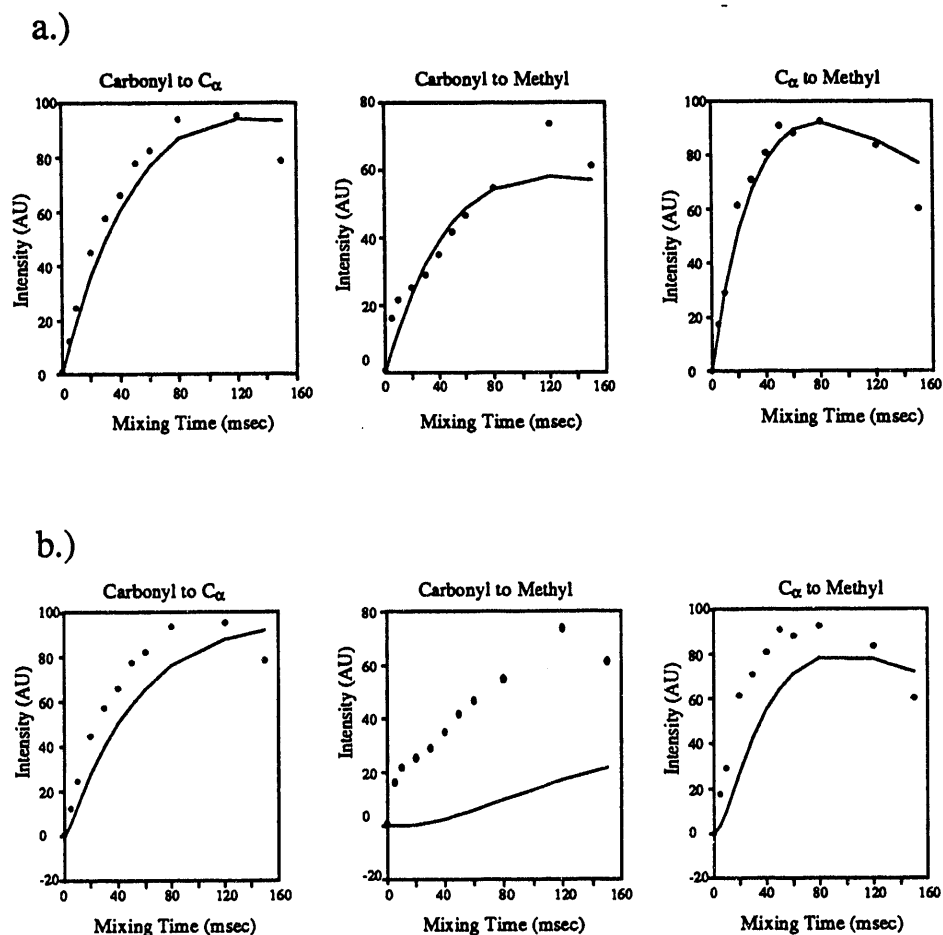 a.)
Carbonyl to Cα
Carbonyl to Methyl
Cα to Methyl
100
80
60
40
20
0
Intensity (AU)
0 40 80 120 160
Mixing Time (msec)
80
60
40
20
0
Intensity (AU)
0 40 80 120 160
Mixing Time (msec)
100
80
60
40
20
0
Intensity (AU)
0 40 80 120 160
Mixing Time (msec)
b.)
Carbonyl to Cα
Carbonyl to Methyl
Cα to Methyl
100
80
60
40
20
0
-20
Intensity (AU)
0 40 80 120 160
Mixing Time (msec)
80
60
40
20
0
-20
Intensity (AU)
0 40 80 120 160
Mixing Time (msec)
100
80
60
40
20
0
-20
Intensity (AU)
0 40 80 120 160
Mixing Time (msec)